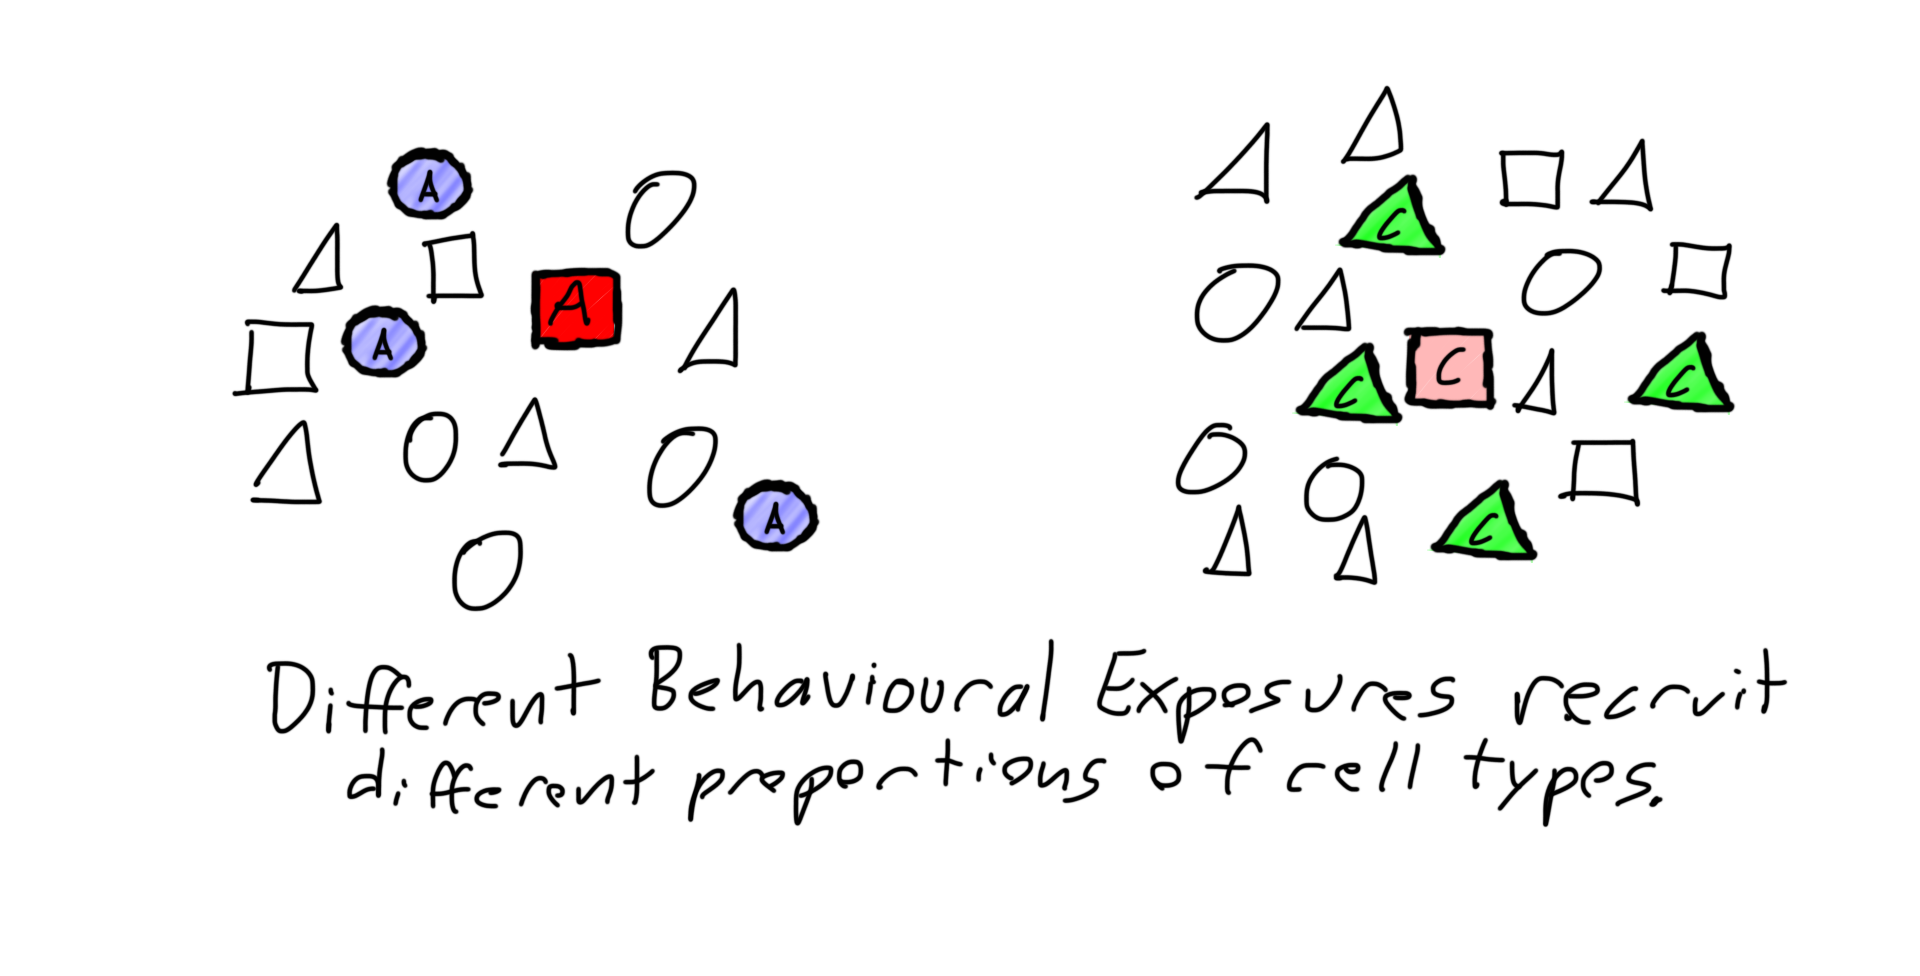 A
A
A
A
C
C
C
C
C
Different Behavioural Exposures recruit
different proportions of cell types.